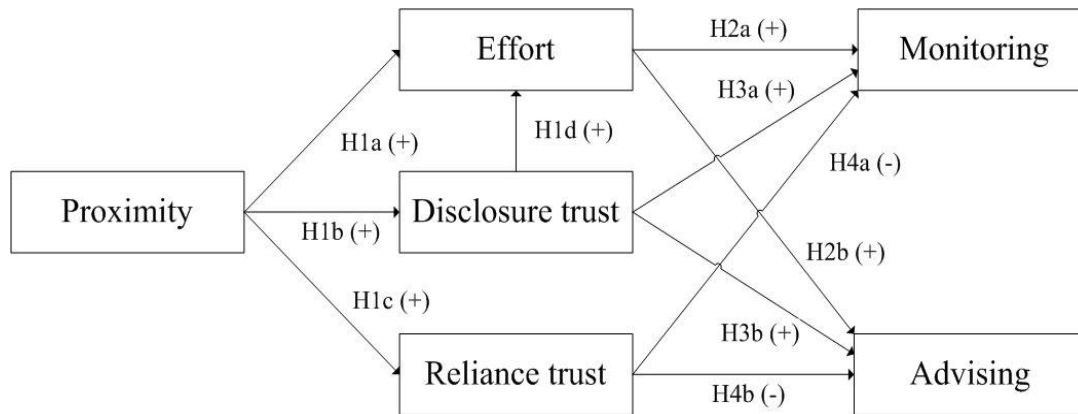 Effort
H2a (+)
Monitoring
H3a (+)
H1a (+)
H1d (+)
H4a (-)
Proximity
H1b (+)
Disclosure trust
H2b (+)
H1c (+)
H3b (+)
Reliance trust
H4b (-)
Advising